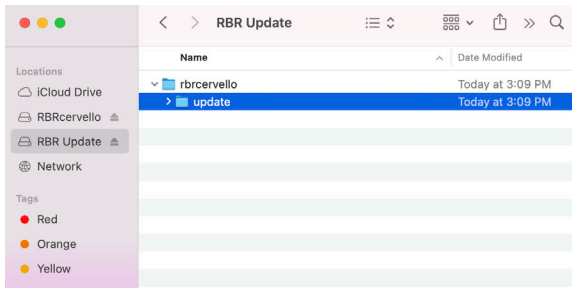 RBR Update
Name
Date Modified
Locations
iCloud Drive
RBRcervello
RBR Update
Network
Tags
Red
Orange
Yellow
rbrcervello
Today at 3:09 PM
update
Today at 3:09 PM